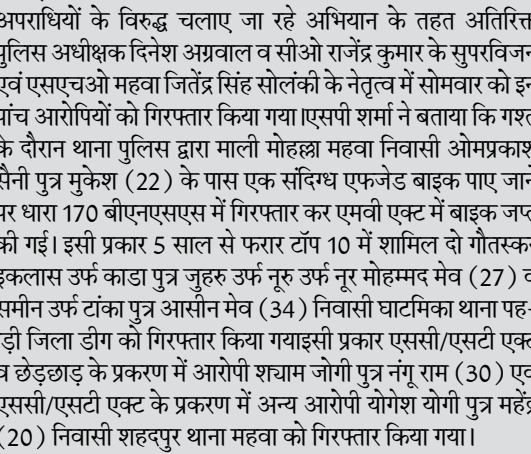 अपराधियों के विरुद्ध चलाए जा रहे अभियान के तहत अतिरिक्त
पुलिस अधीक्षक दिनेश अग्रवाल व सीओ राजेंद्र कुमार के सुपरविजन
एवं एसएचओ महवा जितेंद्र सिंह सोलंकी के नेतृत्व में सोमवार को इन
पांच आरोपियों को गिरफ्तार किया गया।एसपी शर्मा ने बताया कि गश्त
के दौरान थाना पुलिस द्वारा माली मोहल्ला महवा निवासी ओमप्रकाश
सैनी पुत्र मुकेश (22) के पास एक संदिग्ध एफजेड बाइक पाए जाने
पर धारा 170 बीएनएसएस में गिरफ्तार कर एमवी एक्ट में बाइक जप्त
की गई। इसी प्रकार 5 साल से फरार टॉप 10 में शामिल दो गौतस्कर
इकलास उर्फ काडा पुत्र जुहरु उर्फ नूरु उर्फ नूर मोहम्मद मेव (27) व
समीन उर्फ टांका पुत्र आसीन मेव (34) निवासी घाटमिका थाना पह-
ाड़ी जिला डीग को गिरफ्तार किया गयाइसी प्रकार एससी/एसटी एक्ट
व छेड़छाड़ के प्रकरण में आरोपी श्याम जोगी पुत्र नंगू राम (30) एवं
एससी/एसटी एक्ट के प्रकरण में अन्य आरोपी योगेश योगी पुत्र महेंद्र
(20) निवासी शहदपुर थाना महवा को गिरफ्तार किया गया।